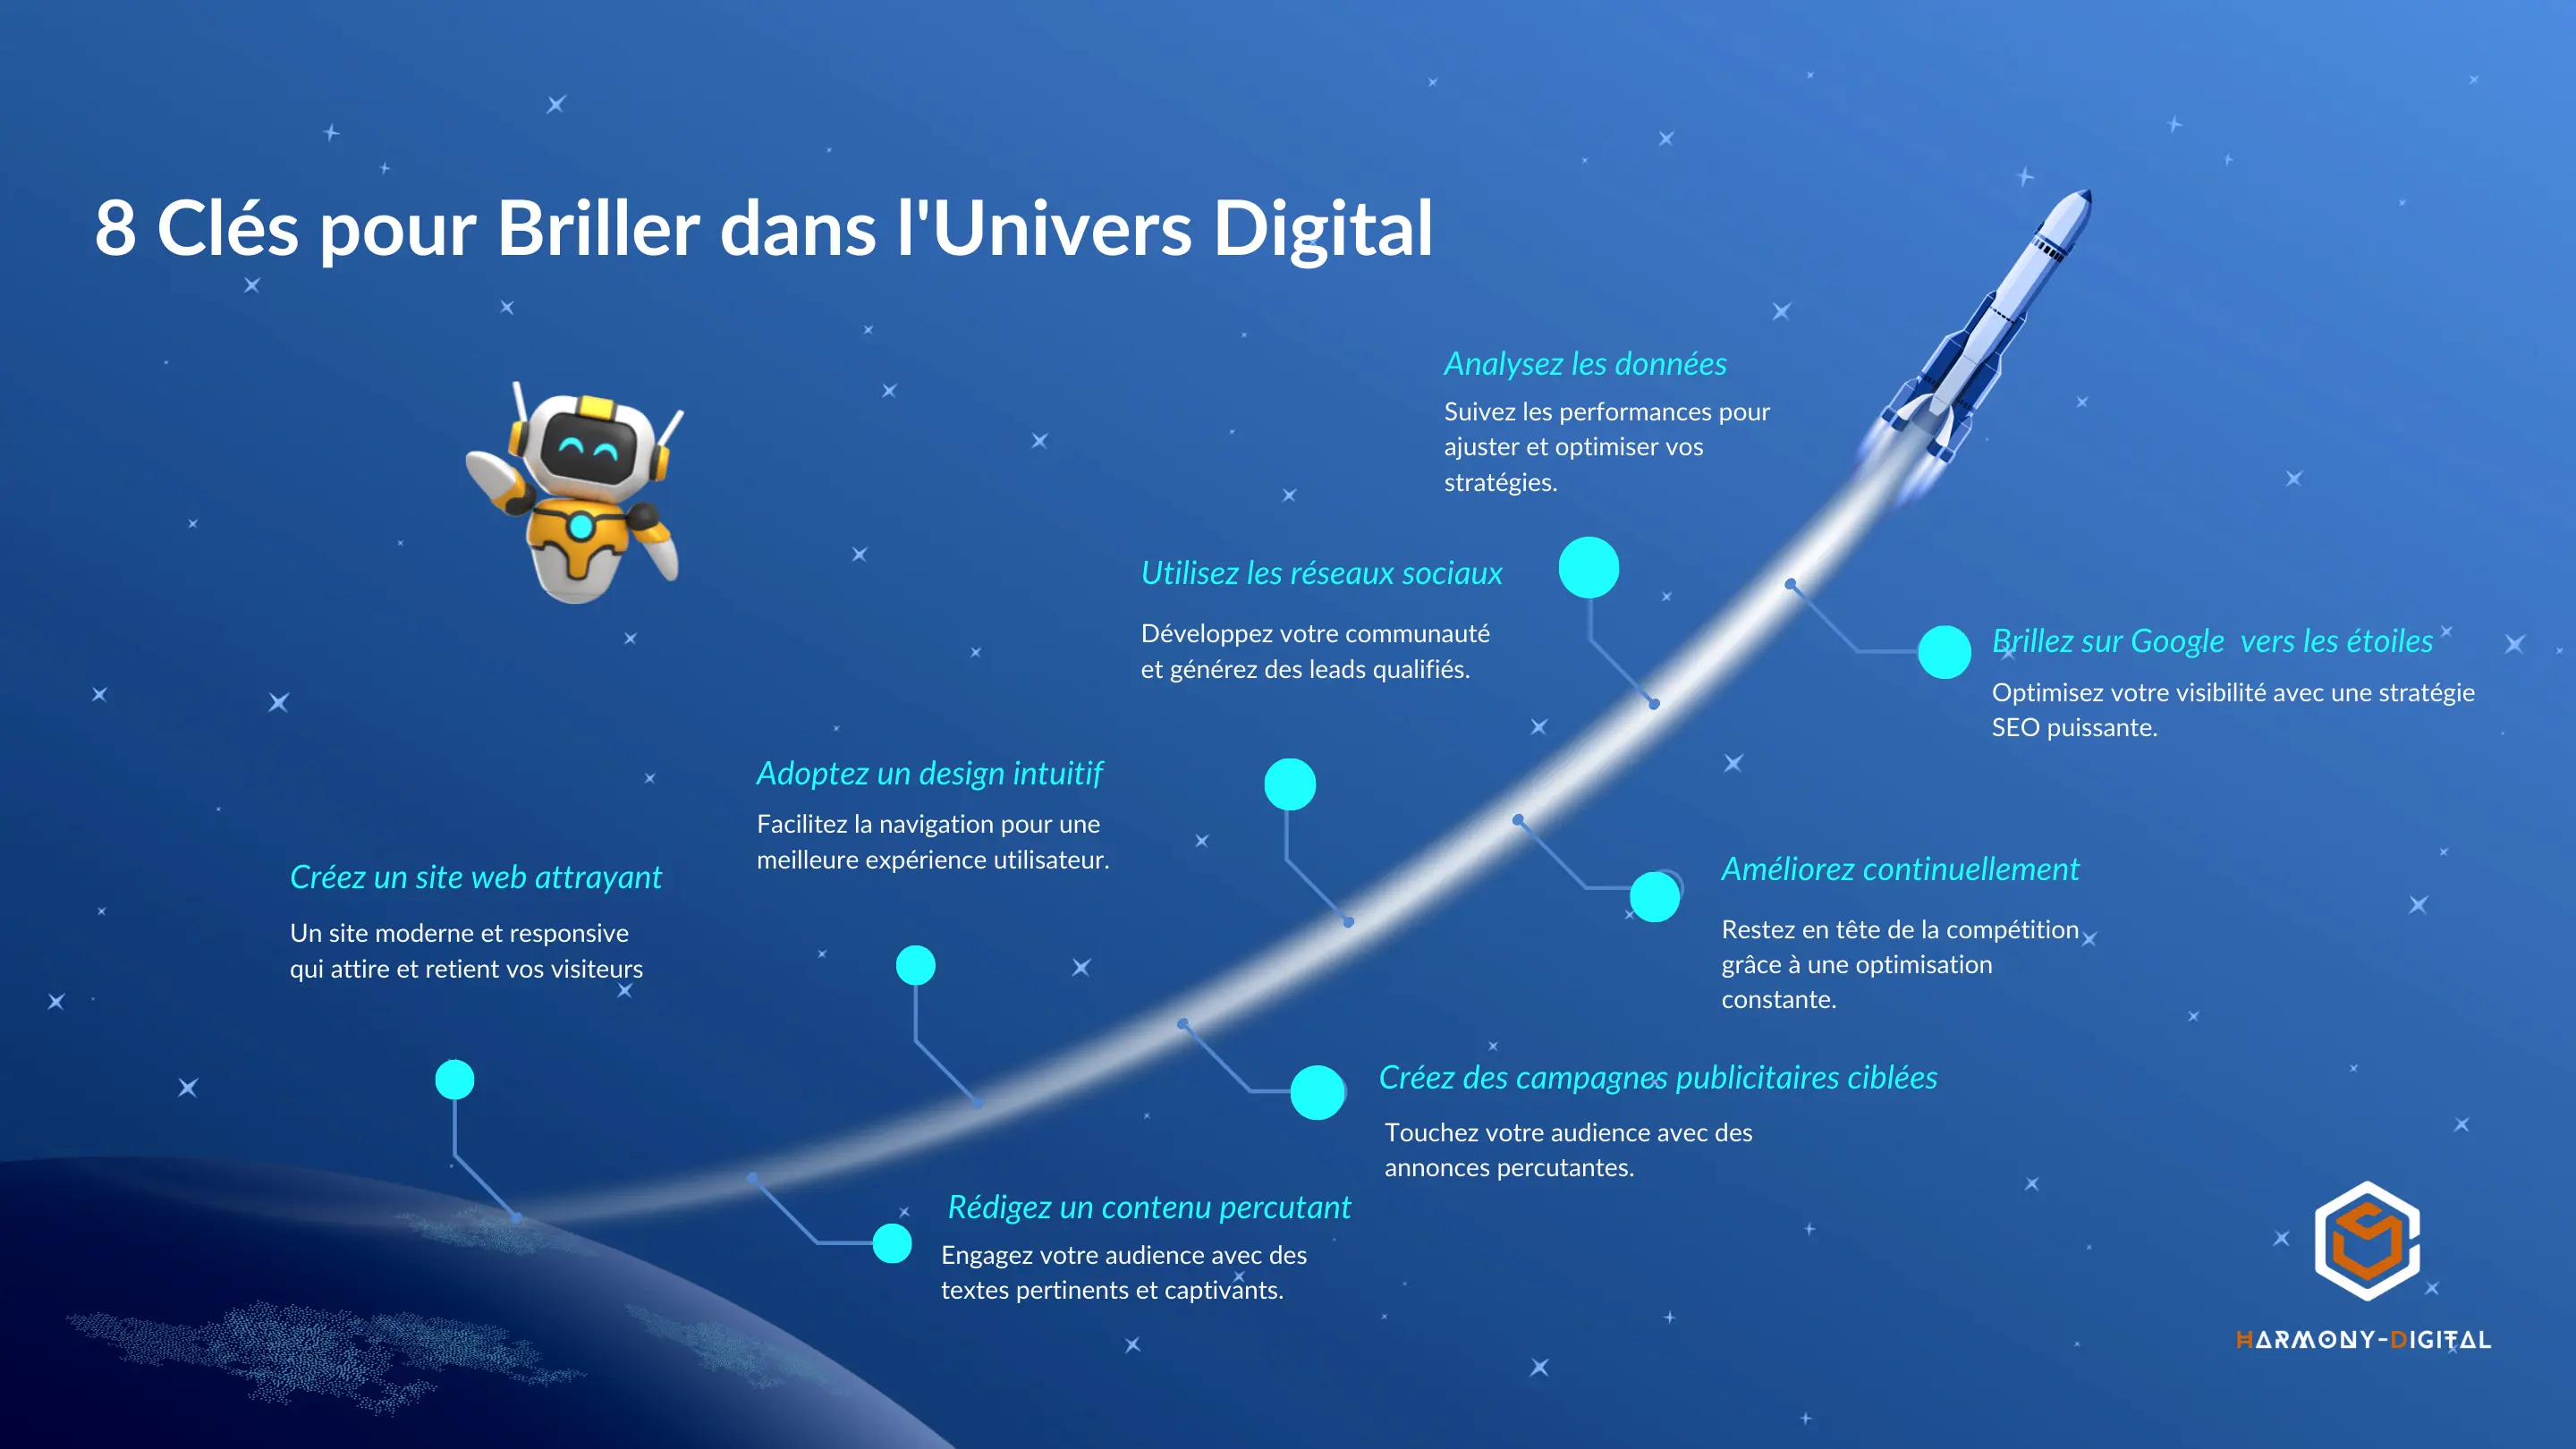 8 Clés pour Briller dans l'Univers Digital
Analysez les données
Suivez les performances pour
ajuster et optimiser vos
stratégies.
Utilisez les réseaux sociaux
Développez votre communauté
et générez des leads qualifiés.
Brillez sur Google vers les étoiles
Optimisez votre visibilité avec une stratégie
SEO puissante.
Adoptez un design intuitif
Facilitez la navigation pour une
meilleure expérience utilisateur.
Améliorez continuellement
Restez en tête de la compétition
grâce à une optimisation
constante.
Créez un site web attrayant
Un site moderne et responsive
qui attire et retient vos visiteurs
Créez des campagnes publicitaires ciblées
Touchez votre audience avec des
annonces percutantes.
Rédigez un contenu percutant
Engagez votre audience avec des
textes pertinents et captivants.
HARMONY-DIGITAL